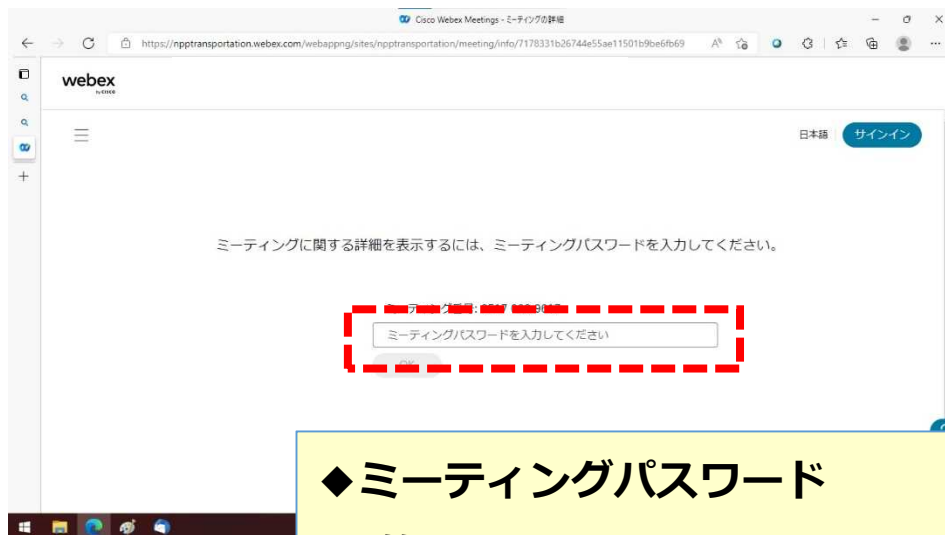 Cisco Webex Meetings - ミーティングの詳細
https://npptransportation.webex.com/webappng/sites/npptransportation/meeting/info/7178331b26744e55ae11501b9be6fb69
webex
by CISCO
日本語 サインイン
ミーティングに関する詳細を表示するには、ミーティングパスワードを入力してください。
ミーティングパスワードを入力してください
OK
◆ミーティングパスワード